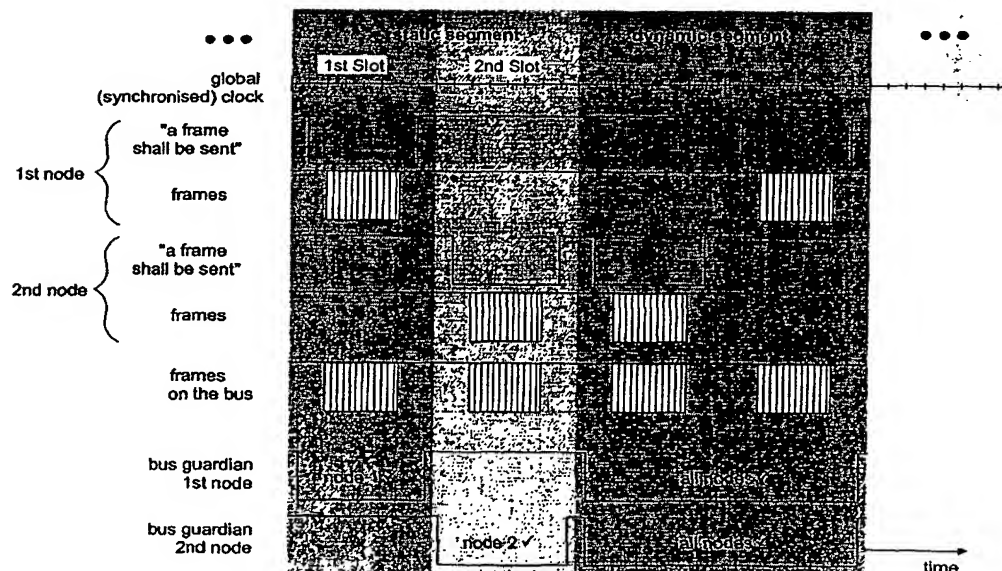 static segment
dynamic segment
1st Slot
2nd Slot
global
(synchronised) clock
1st node
"a frame
shall be sent"
frames
2nd node
"a frame
shall be sent"
frames
frames
on the bus
bus guardian
1st node
node 1
all nodes ✓
bus guardian
2nd node
node 2 ✓
all nodes ✓
time